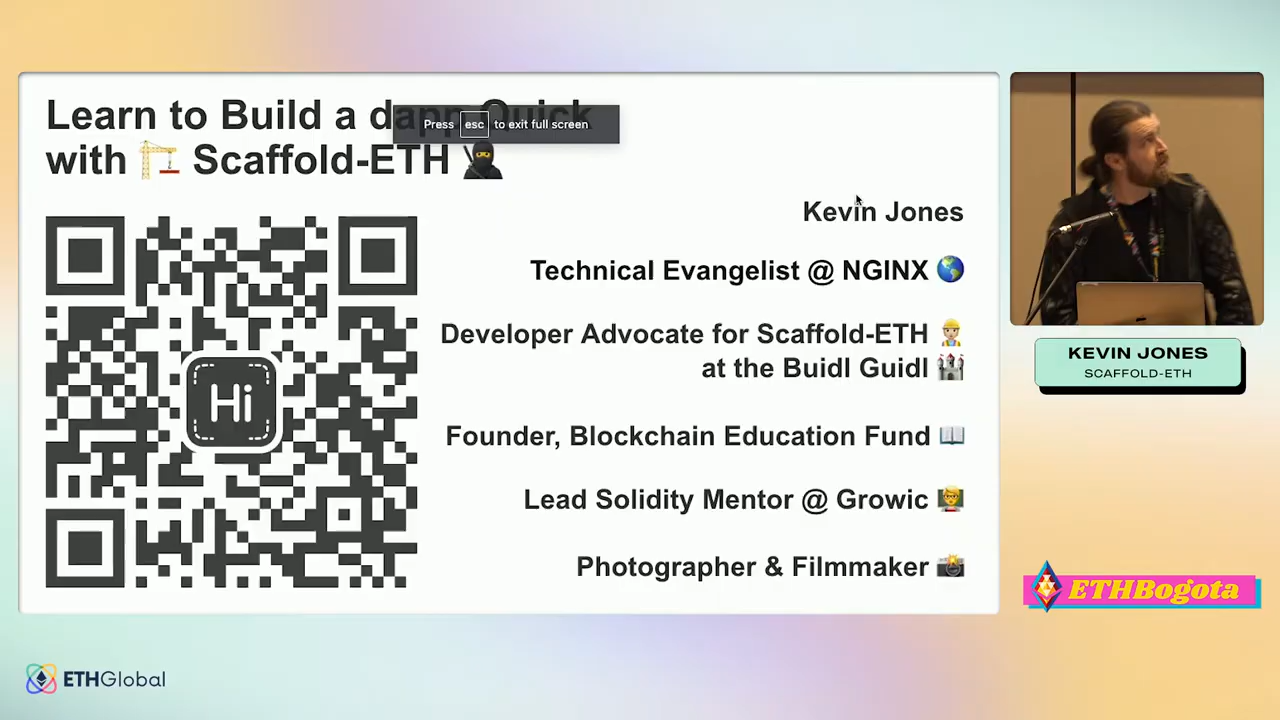 Learn to Build a dapp Quick
with 🏗️ Scaffold-ETH 🥷
Press esc to exit full screen
Kevin Jones
Technical Evangelist @ NGINX 🌎
Developer Advocate for Scaffold-ETH 👷🏼
at the Buidl Guidl 🏰
Founder, Blockchain Education Fund 📖
Lead Solidity Mentor @ Growic 🧑‍🏫
Photographer & Filmmaker 📸
Hi
KEVIN JONES
SCAFFOLD-ETH
ETHBogota
ETHGlobal